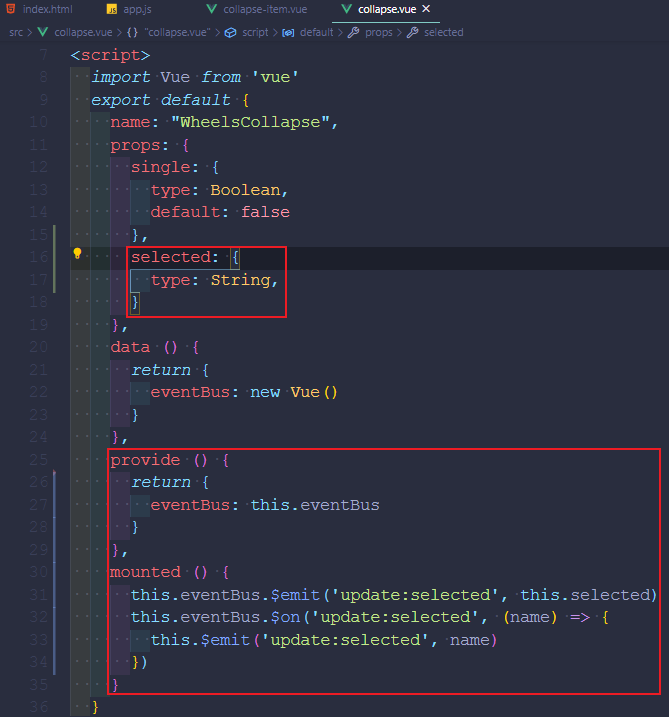 index.html app.js collapse-item.vue collapse.vue
src > collapse.vue > {} "collapse.vue" > script > default > props > selected
7 <script>
8 import Vue from 'vue'
9 export default {
10 name: "WheelsCollapse",
11 props: {
12 single: {
13 type: Boolean,
14 default: false
15 },
16 selected: {
17 type: String,
18 }
19 },
20 data () {
21 return {
22 eventBus: new Vue()
23 }
24 },
25 provide () {
26 return {
27 eventBus: this.eventBus
28 }
29 },
30 mounted () {
31 this.eventBus.$emit('update:selected', this.selected)
32 this.eventBus.$on('update:selected', (name) => {
33 this.$emit('update:selected', name)
34 })
35 }
36 }